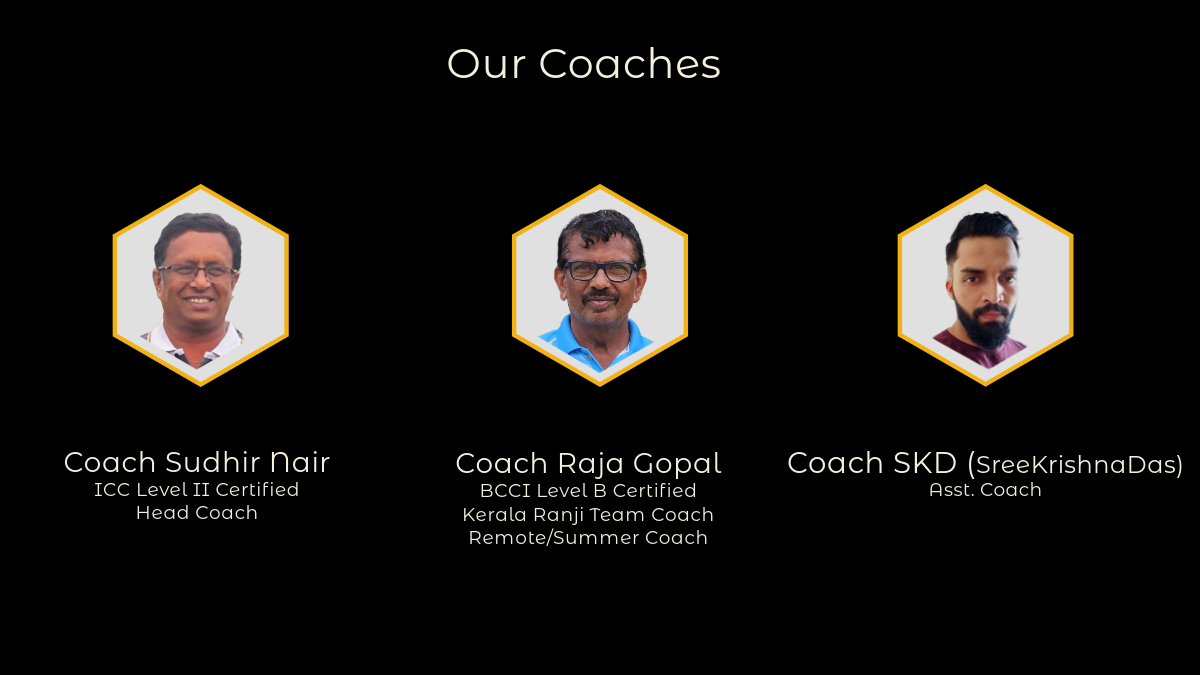 Our Coaches
Coach Sudhir Nair
ICC Level II Certified
Head Coach
Coach Raja Gopal
BCCI Level B Certified
Kerala Ranji Team Coach
Remote/Summer Coach
Coach SKD (SreeKrishnaDas)
Asst. Coach